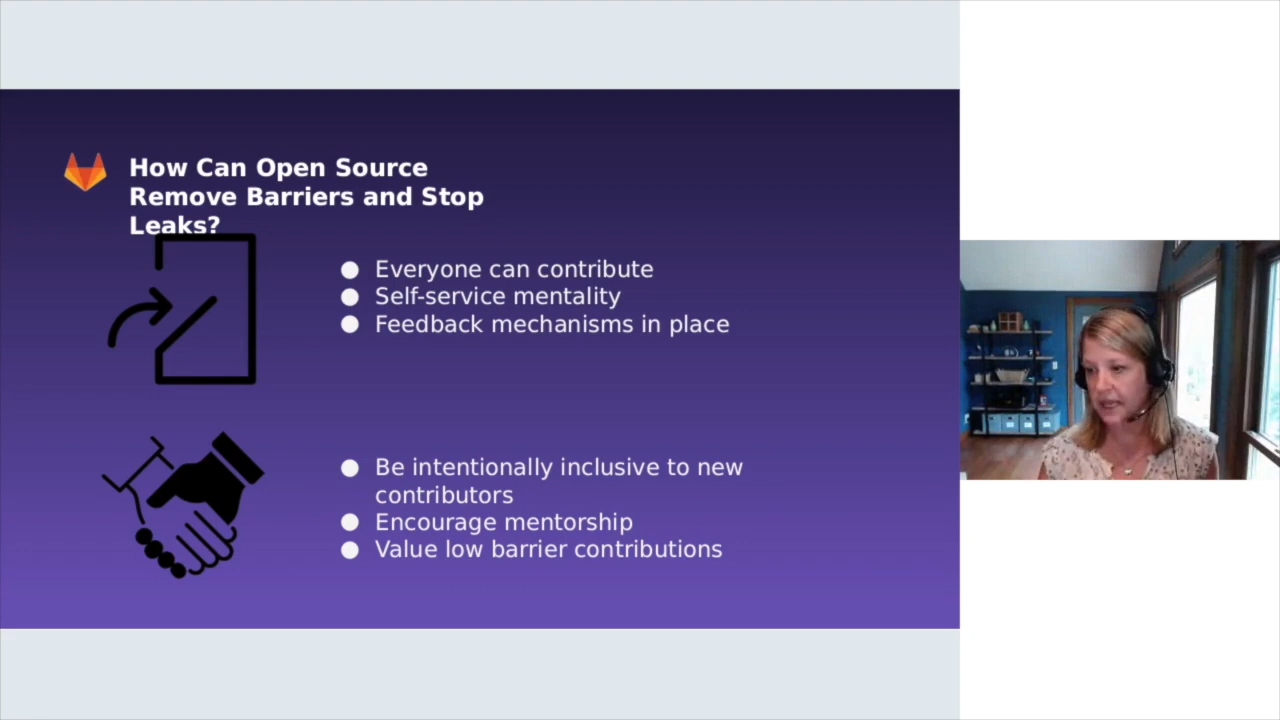 How Can Open Source
Remove Barriers and Stop
Leaks?
● Everyone can contribute
● Self-service mentality
● Feedback mechanisms in place
● Be intentionally inclusive to new
contributors
● Encourage mentorship
● Value low barrier contributions